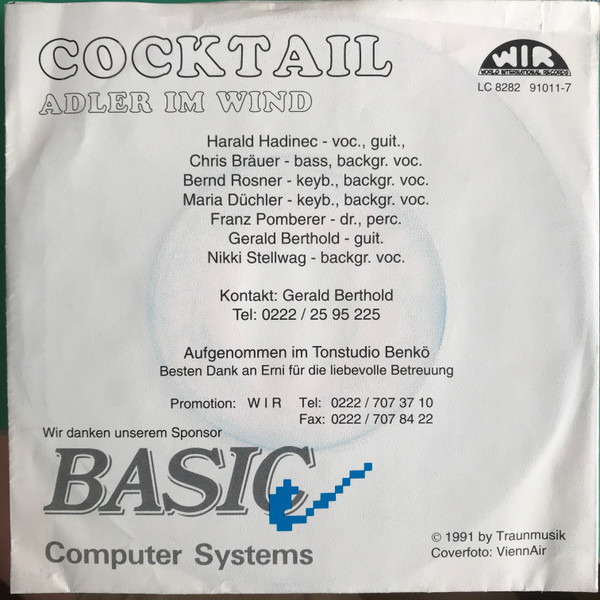 COCKTAIL
ADLER IM WIND
WIR
WORLD INTERNATIONAL RECORDS
LC 8282 91011-7
Harald Hadinec - voc., guit.,
Chris Bräuer - bass, backgr. voc.
Bernd Rosner - keyb., backgr. voc.
Maria Düchler - keyb., backgr. voc.
Franz Pomberer - dr., perc.
Gerald Berthold - guit.
Nikki Stellwag - backgr. voc.
Kontakt: Gerald Berthold
Tel: 0222 / 25 95 225
Aufgenommen im Tonstudio Benkö
Besten Dank an Erni für die liebevolle Betreuung
Promotion: W I R Tel: 0222 / 707 37 10
Fax: 0222 / 707 84 22
Wir danken unserem Sponsor
BASIC
Computer Systems
© 1991 by Traumusik
Coverfoto: ViennAir